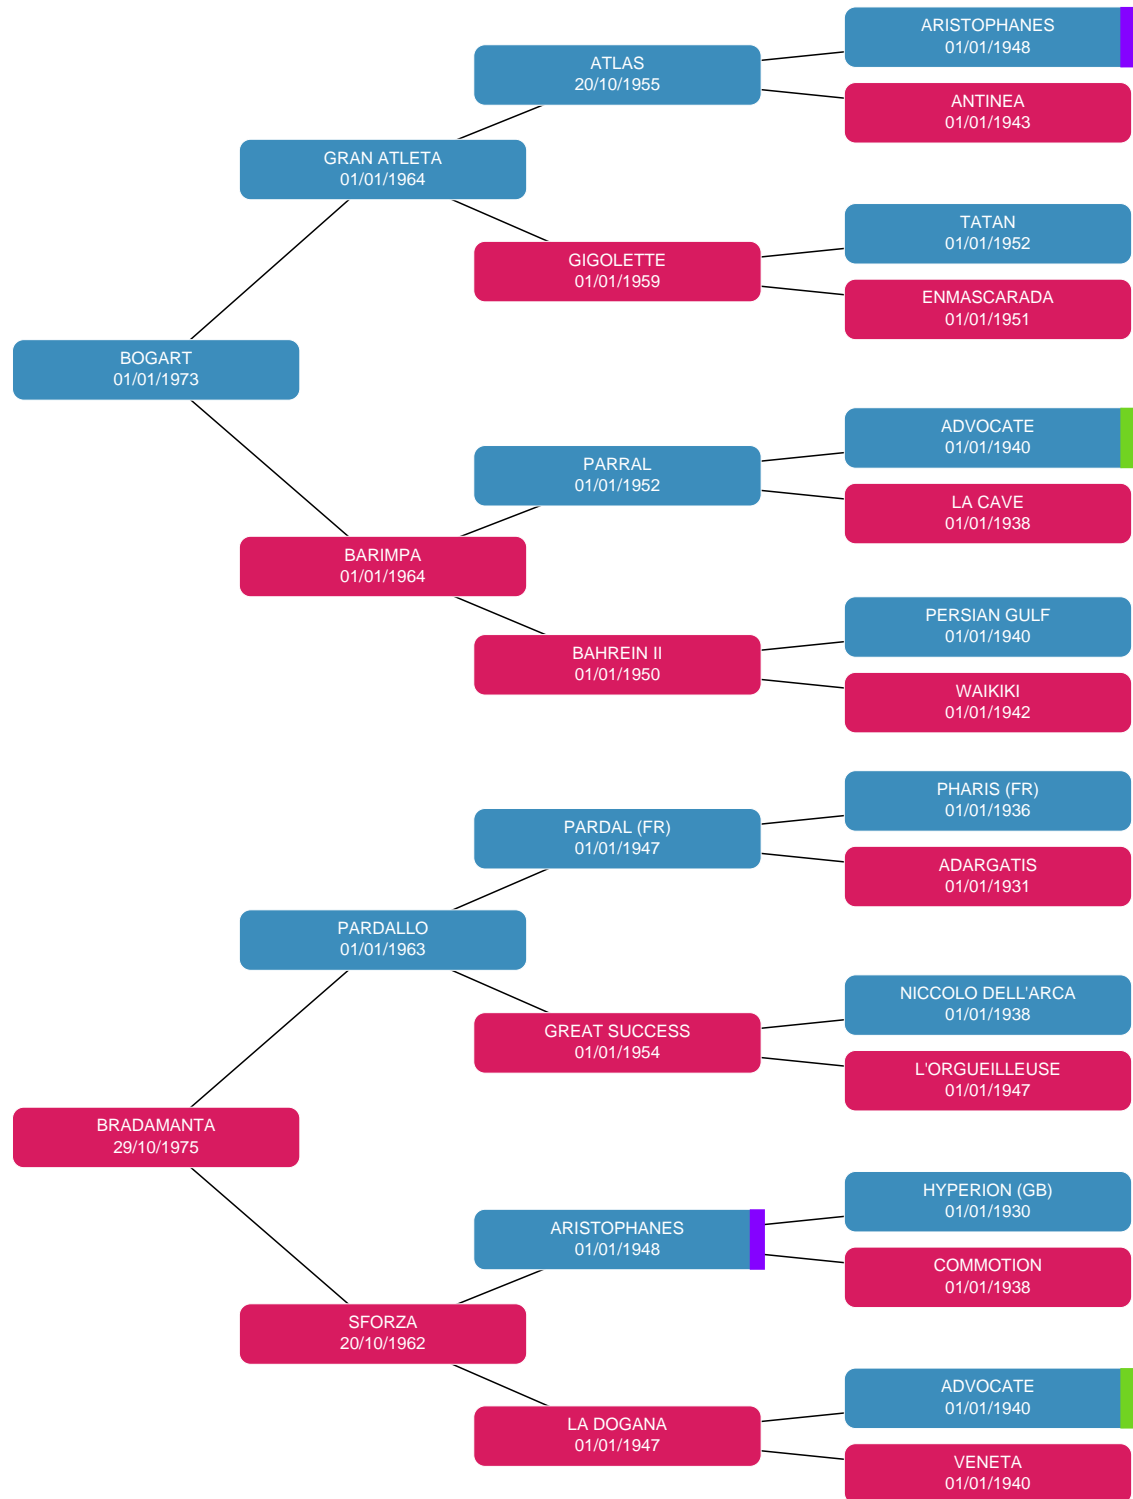 ARISTOPHANES
01/01/1948
ATLAS
20/10/1955
ANTINEA
01/01/1943
GRAN ATLETA
01/01/1964
TATAN
01/01/1952
GIGOLETTE
01/01/1959
ENMASCARADA
01/01/1951
BOGART
01/01/1973
ADVOCATE
01/01/1940
PARRAL
01/01/1952
LA CAVE
01/01/1938
BARIMPA
01/01/1964
PERSIAN GULF
01/01/1940
BAHREIN II
01/01/1950
WAIKIKI
01/01/1942
PHARIS (FR)
01/01/1936
PARDAL (FR)
01/01/1947
ADARGATIS
01/01/1931
PARDALLO
01/01/1963
NICCOLO DELL'ARCA
01/01/1938
GREAT SUCCESS
01/01/1954
L'ORGUEILLEUSE
01/01/1947
BRADAMANTA
29/10/1975
HYPERION (GB)
01/01/1930
ARISTOPHANES
01/01/1948
COMMOTION
01/01/1938
SFORZA
20/10/1962
ADVOCATE
01/01/1940
LA DOGANA
01/01/1947
VENETA
01/01/1940